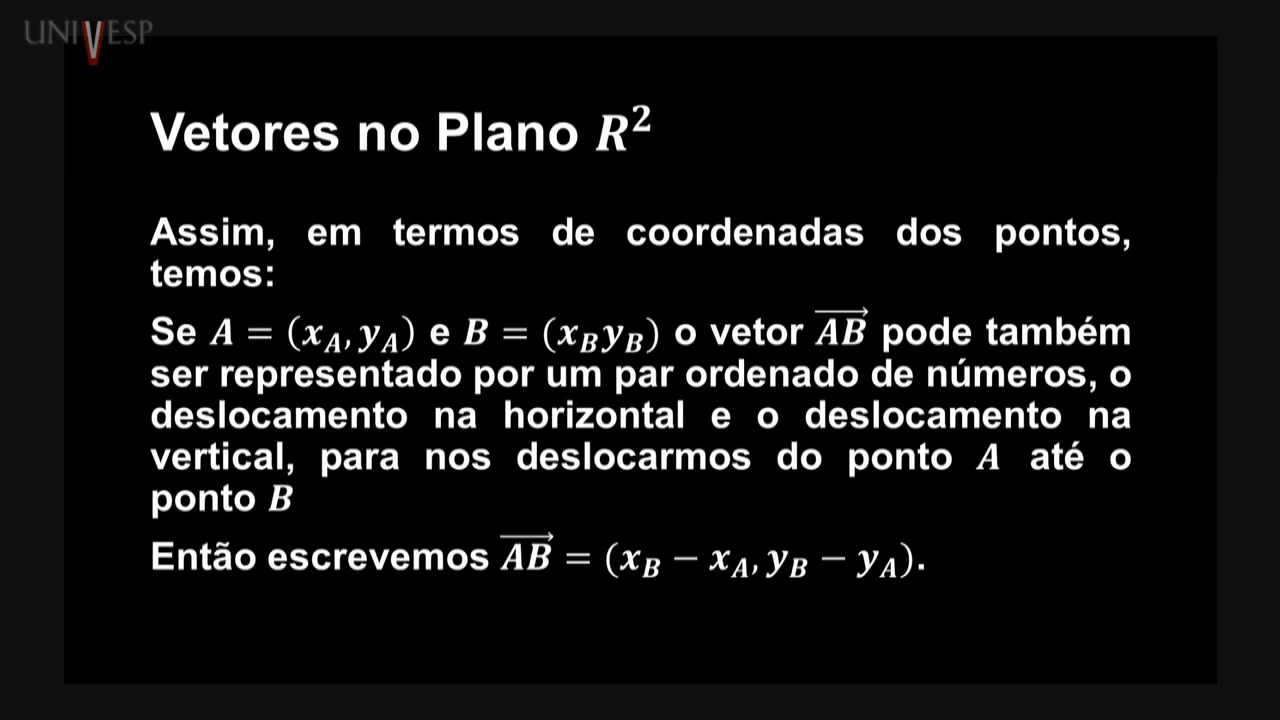 UNIVESP
Vetores no Plano R²
Assim, em termos de coordenadas dos pontos,
temos:
Se A = (x_A, y_A) e B = (x_B y_B) o vetor \overrightarrow{AB} pode também
ser representado por um par ordenado de números, o
deslocamento na horizontal e o deslocamento na
vertical, para nos deslocarmos do ponto A até o
ponto B
Então escrevemos \overrightarrow{AB} = (x_B − x_A, y_B − y_A).